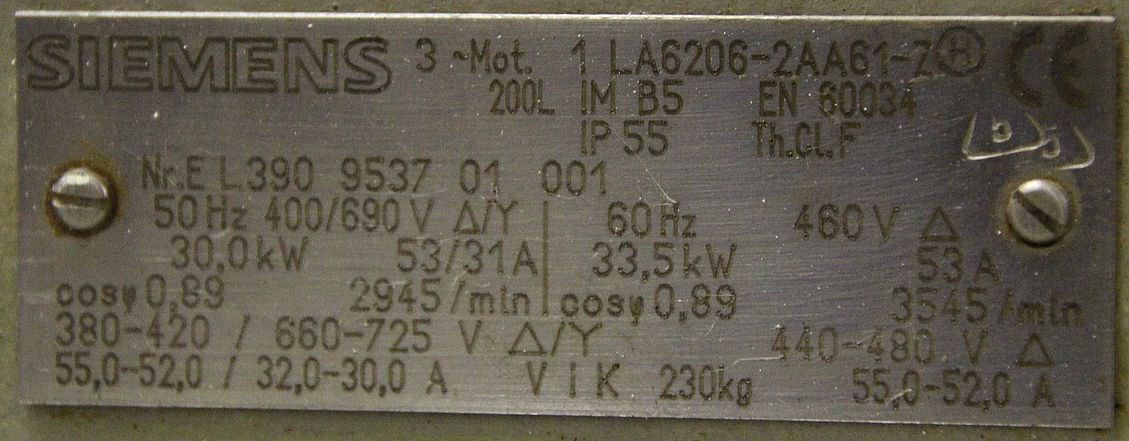 SIEMENS 3 ~Mot. 1 LA6206-2AA61-Z H CE
200L IM B5 EN 60034
IP 55 Th.Cl.F
Nr.E L390 9537 01 001
50 Hz 400/690 V Δ/Y 60 Hz 460 V Δ
30,0 kW 53/31 A 33,5 kW 53 A
cosφ 0,89 2945/min cosφ 0,89 3545/min
380-420 / 660-725 V Δ/Y 440-480 V Δ
55,0-52,0 / 32,0-30,0 A V I K 230kg 55,0-52,0 A